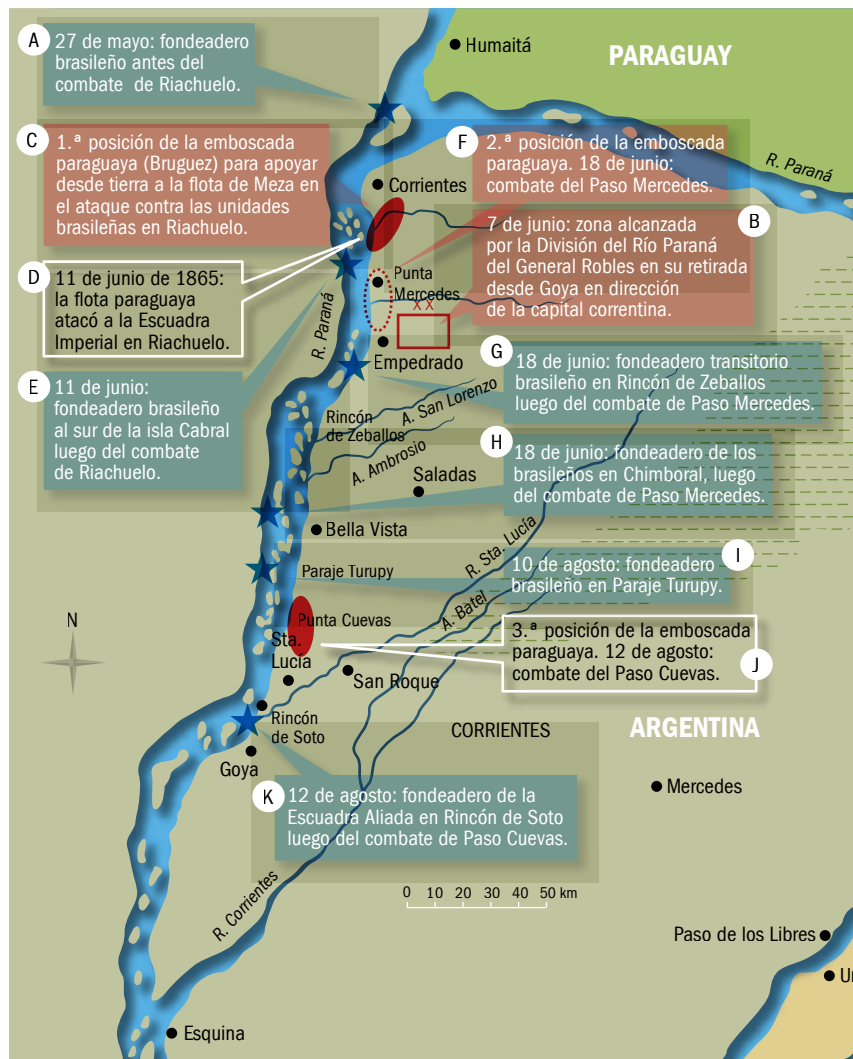 A
27 de mayo: fondeadero
brasileño antes del
combate de Riachuelo.
Humaitá
PARAGUAY
R. Paraná
C
1.ª posición de la emboscada
paraguaya (Bruguez) para apoyar
desde tierra a la flota de Meza en
el ataque contra las unidades
brasileñas en Riachuelo.
F
2.ª posición de la emboscada
paraguaya. 18 de junio:
combate del Paso Mercedes.
Corrientes
B
7 de junio: zona alcanzada
por la División del Río Paraná
del General Robles en su retirada
desde Goya en dirección
de la capital correntina.
D
11 de junio de 1865:
la flota paraguaya
atacó a la Escuadra
Imperial en Riachuelo.
R. Paraná
Punta
Mercedes
X X
Empedrado
E
11 de junio:
fondeadero brasileño
al sur de la isla Cabral
luego del combate
de Riachuelo.
G
18 de junio: fondeadero transitorio
brasileño en Rincón de Zeballos
luego del combate de Paso Mercedes.
Rincón
de Zeballos
A. San Lorenzo
A. Ambrosio
H
18 de junio: fondeadero de los
brasileños en Chimboral, luego
del combate de Paso Mercedes.
Saladas
Bella Vista
R. Sta. Lucía
Paraje Turupy
I
10 de agosto: fondeadero
brasileño en Paraje Turupy.
A. Batel
N
Punta Cuevas
Sta.
Lucía
3.ª posición de la emboscada
paraguaya. 12 de agosto:
combate del Paso Cuevas.
J
San Roque
Rincón
de Soto
CORRIENTES
ARGENTINA
Goya
K
12 de agosto: fondeadero de la
Escuadra Aliada en Rincón de Soto
luego del combate de Paso Cuevas.
Mercedes
R. Corrientes
0 10 20 30 40 50 km
Paso de los Libres
Esquina